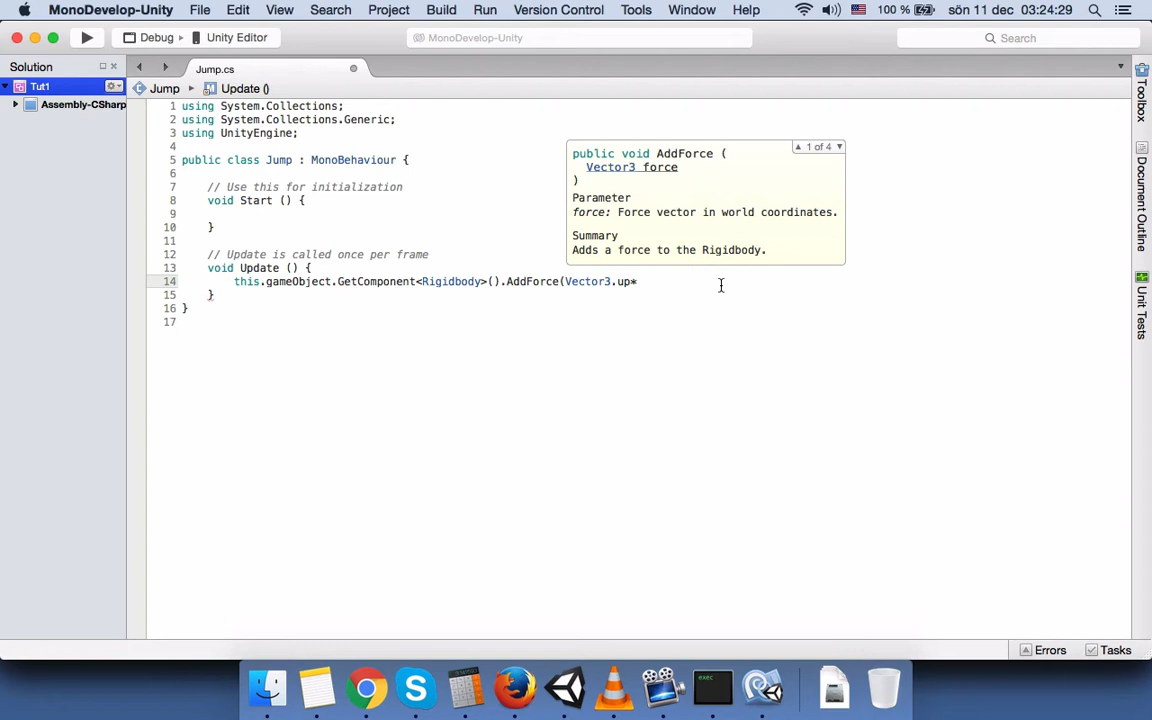 MonoDevelop-Unity File Edit View Search Project Build Run Version Control Tools Window Help 100 % sön 11 dec 03:24:29
Debug Unity Editor MonoDevelop-Unity Search
Solution
Jump.cs
Tut1
Jump Update ()
Assembly-CSharp
1 using System.Collections;
2 using System.Collections.Generic;
3 using UnityEngine;
4
5 public class Jump : MonoBehaviour {
6
7 // Use this for initialization
8 void Start () {
9
10 }
11
12 // Update is called once per frame
13 void Update () {
14 this.gameObject.GetComponent<Rigidbody>().AddForce(Vector3.up*
15 }
16 }
17
1 of 4
public void AddForce (
Vector3 force
)
Parameter
force: Force vector in world coordinates.
Summary
Adds a force to the Rigidbody.
Toolbox
Document Outline
Unit Tests
Errors Tasks
exec